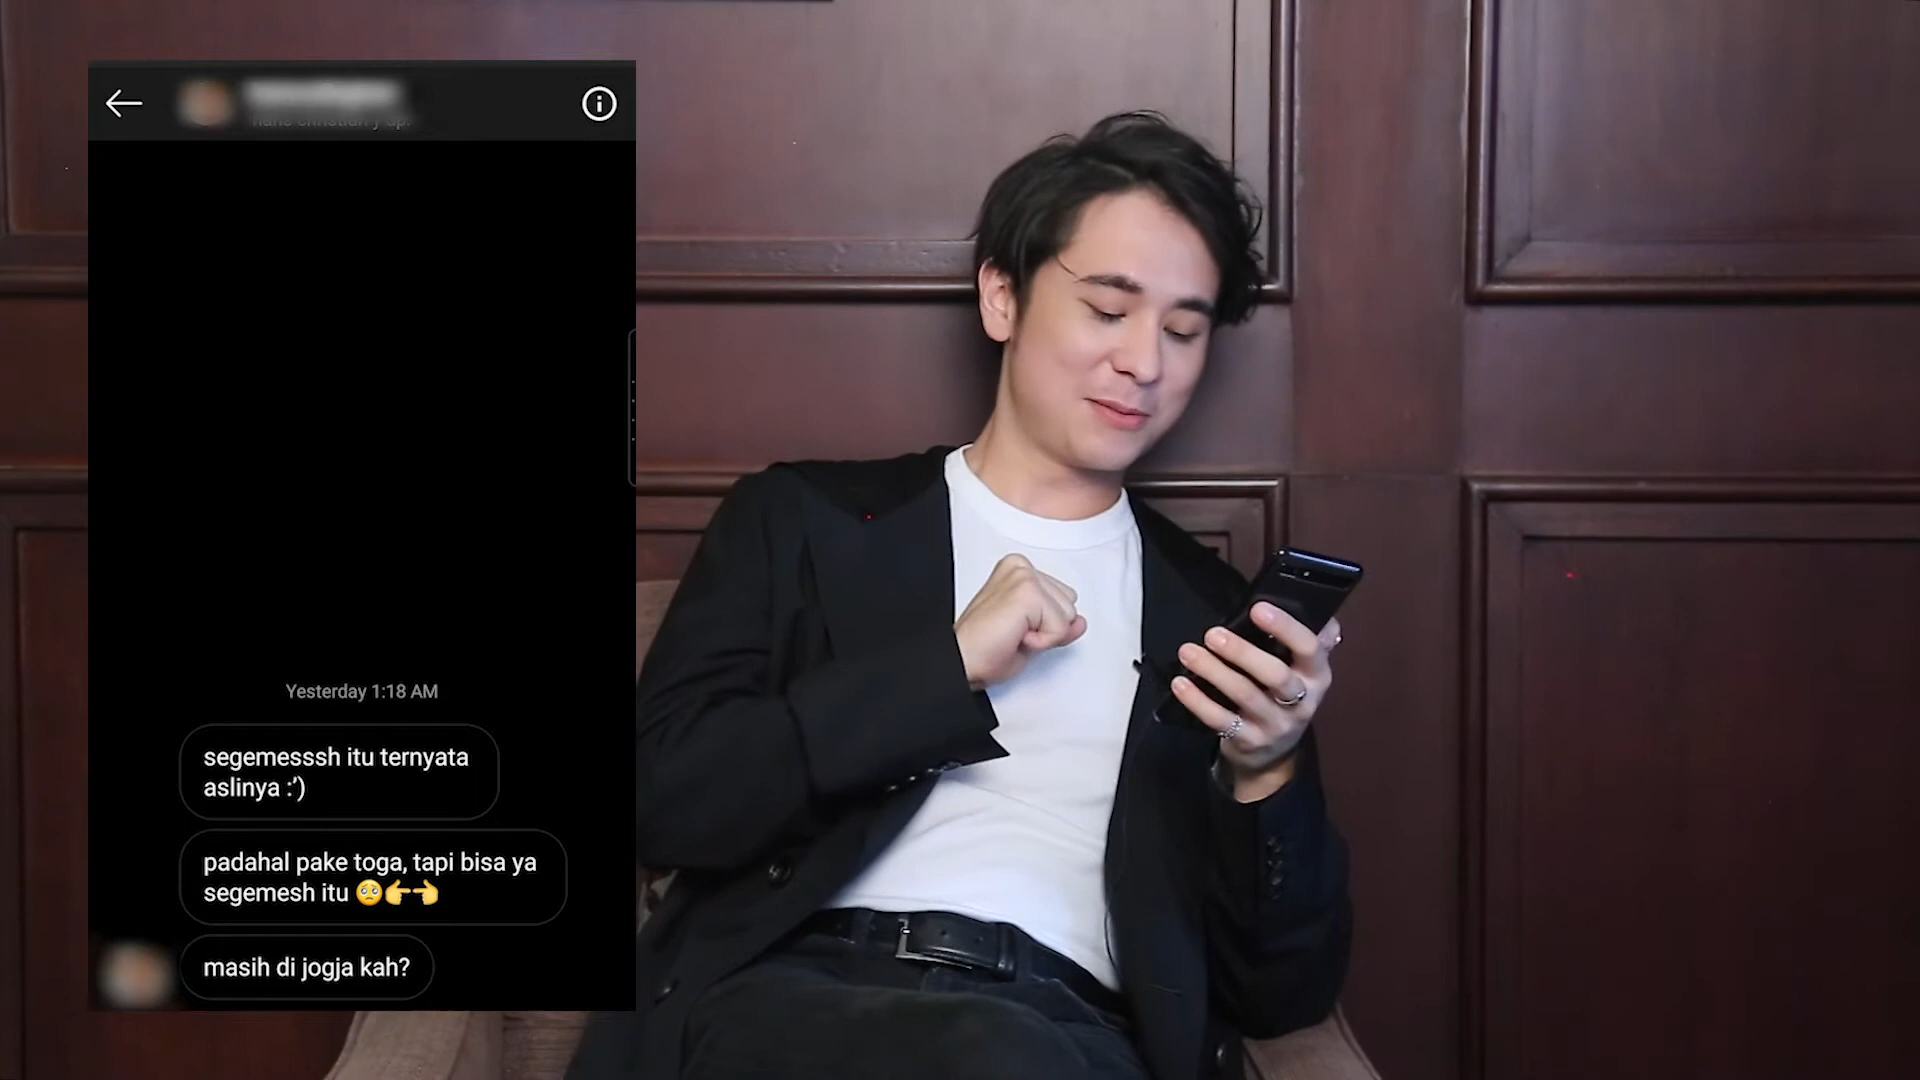 Yesterday 1:18 AM
segemesssh itu ternyata
aslinya :')
padahal pake toga, tapi bisa ya
segemesh itu 🥺👉👈
masih di jogja kah?